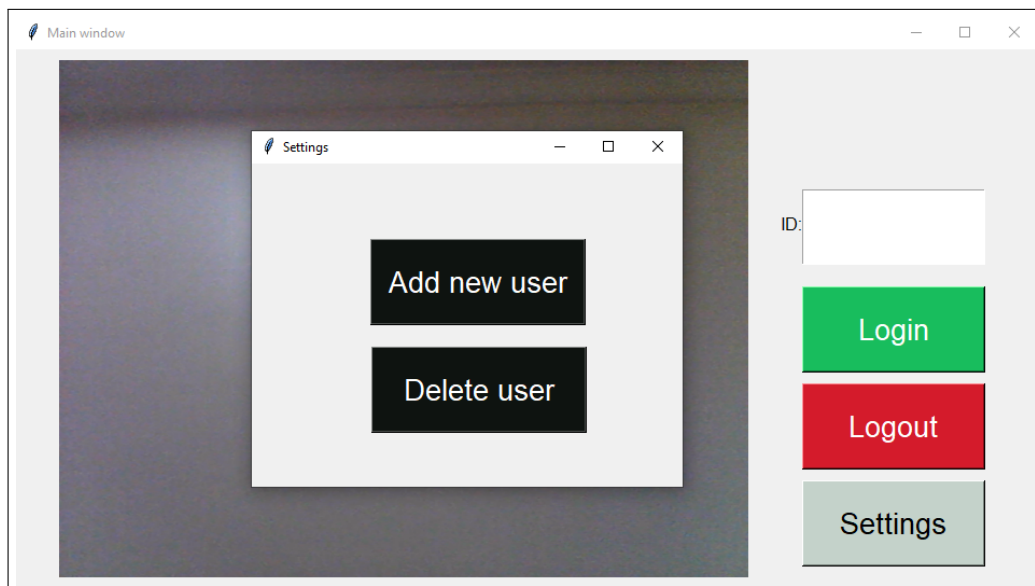 Main window
Settings
Add new user
Delete user
ID:
Login
Logout
Settings